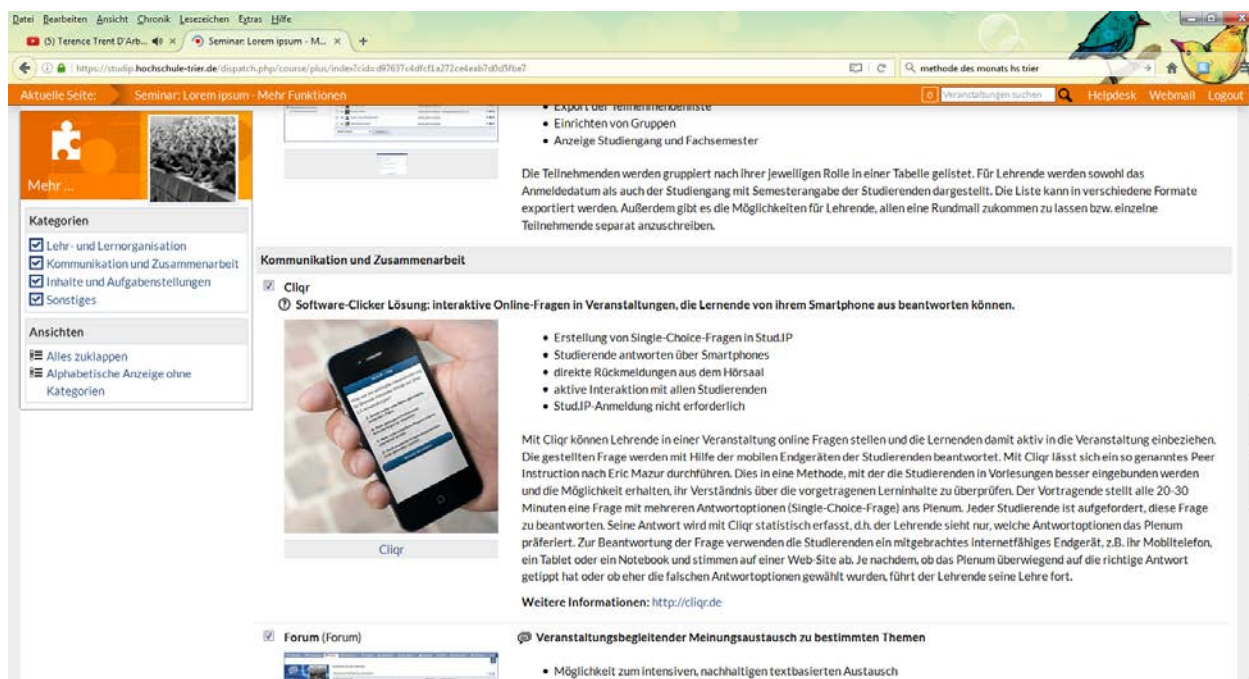 Datei Bearbeiten Ansicht Chronik Lesezeichen Extras Hilfe
(5) Terence Trent D'Arb...
Seminar: Lorem ipsum - M...
https://studip.hochschule-trier.de/dispatch.php/course/plus/index?cid=
methode des monats hs trier
Aktuelle Seite: Seminar: Lorem ipsum - Mehr Funktionen
0 Veranstaltungen suchen Helpdesk Webmail Logout
Mehr ...
Kategorien
Lehr- und Lernorganisation
Kommunikation und Zusammenarbeit
Inhalte und Aufgabenstellungen
Sonstiges
Ansichten
Alles zuklappen
Alphabetische Anzeige ohne
Kategorien
• Export der Teilnehmendenliste
• Einrichten von Gruppen
• Anzeige Studiengang und Fachsemester
Die Teilnehmenden werden gruppiert nach ihrer jeweiligen Rolle in einer Tabelle gelistet. Für Lehrende werden sowohl das
Anmeldedatum als auch der Studiengang mit Semesterangabe der Studierenden dargestellt. Die Liste kann in verschiedene Formate
exportiert werden. Außerdem gibt es die Möglichkeiten für Lehrende, allen eine Rundmail zukommen zu lassen bzw. einzelne
Teilnehmende separat anzuschreiben.
Kommunikation und Zusammenarbeit
Cliqr
Software-Clicker Lösung: interaktive Online-Fragen in Veranstaltungen, die Lernende von ihrem Smartphone aus beantworten können.
Cliqr
• Erstellung von Single-Choice-Fragen in Stud.IP
• Studierende antworten über Smartphones
• direkte Rückmeldungen aus dem Hörsaal
• aktive Interaktion mit allen Studierenden
• Stud.IP-Anmeldung nicht erforderlich
Mit Cliqr können Lehrende in einer Veranstaltung online Fragen stellen und die Lernenden damit aktiv in die Veranstaltung einbeziehen.
Die gestellten Frage werden mit Hilfe der mobilen Endgeräten der Studierenden beantwortet. Mit Cliqr lässt sich ein so genanntes Peer
Instruction nach Eric Mazur durchführen. Dies in eine Methode, mit der die Studierenden in Vorlesungen besser eingebunden werden
und die Möglichkeit erhalten, ihr Verständnis über die vorgetragenen Lerninhalte zu überprüfen. Der Vortragende stellt alle 20-30
Minuten eine Frage mit mehreren Antwortoptionen (Single-Choice-Frage) ans Plenum. Jeder Studierende ist aufgefordert, diese Frage
zu beantworten. Seine Antwort wird mit Cliqr statistisch erfasst, d.h. der Lehrende sieht nur, welche Antwortoptionen das Plenum
präferiert. Zur Beantwortung der Frage verwenden die Studierenden ein mitgebrachtes internetfähiges Endgerät, z.B. ihr Mobiltelefon,
ein Tablet oder ein Notebook und stimmen auf einer Web-Site ab. Je nachdem, ob das Plenum überwiegend auf die richtige Antwort
getippt hat oder ob eher die falschen Antwortoptionen gewählt wurden, führt der Lehrende seine Lehre fort.
Weitere Informationen: http://cliqr.de
Forum (Forum)
Veranstaltungsbegleitender Meinungsaustausch zu bestimmten Themen
• Möglichkeit zum intensiven, nachhaltigen textbasierten Austausch